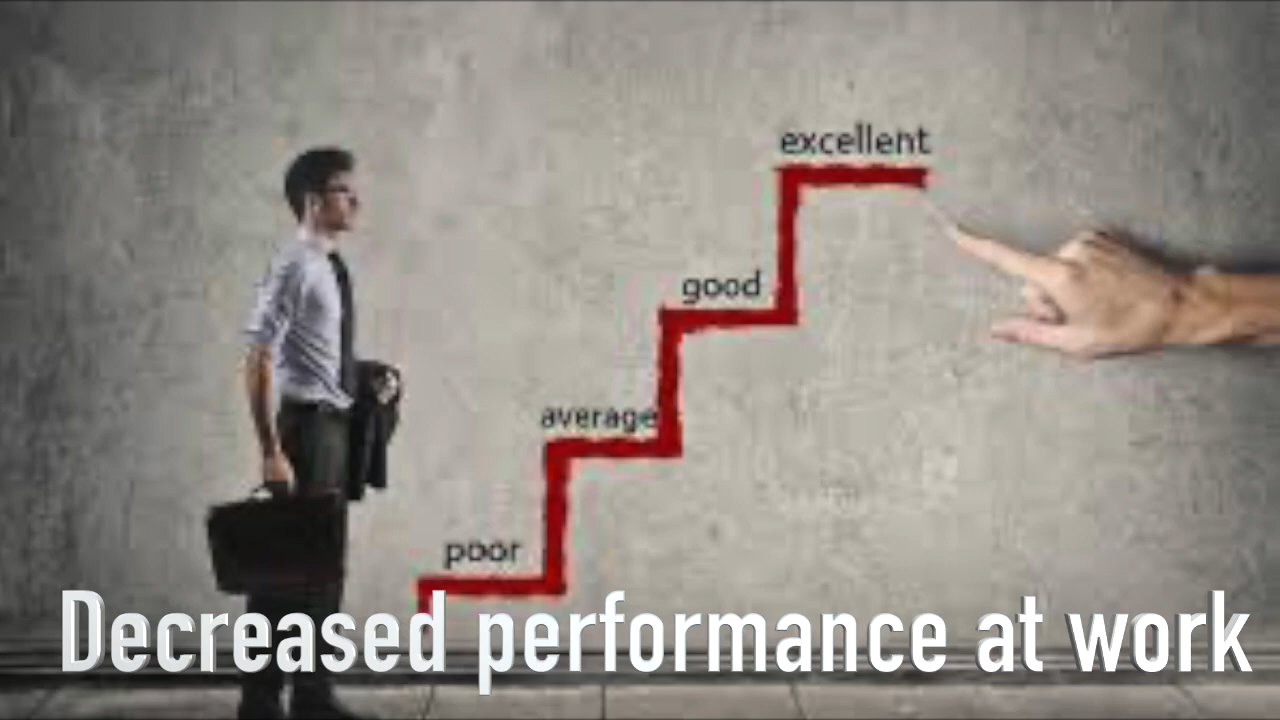 excellent
good
average
poor
Decreased performance at work